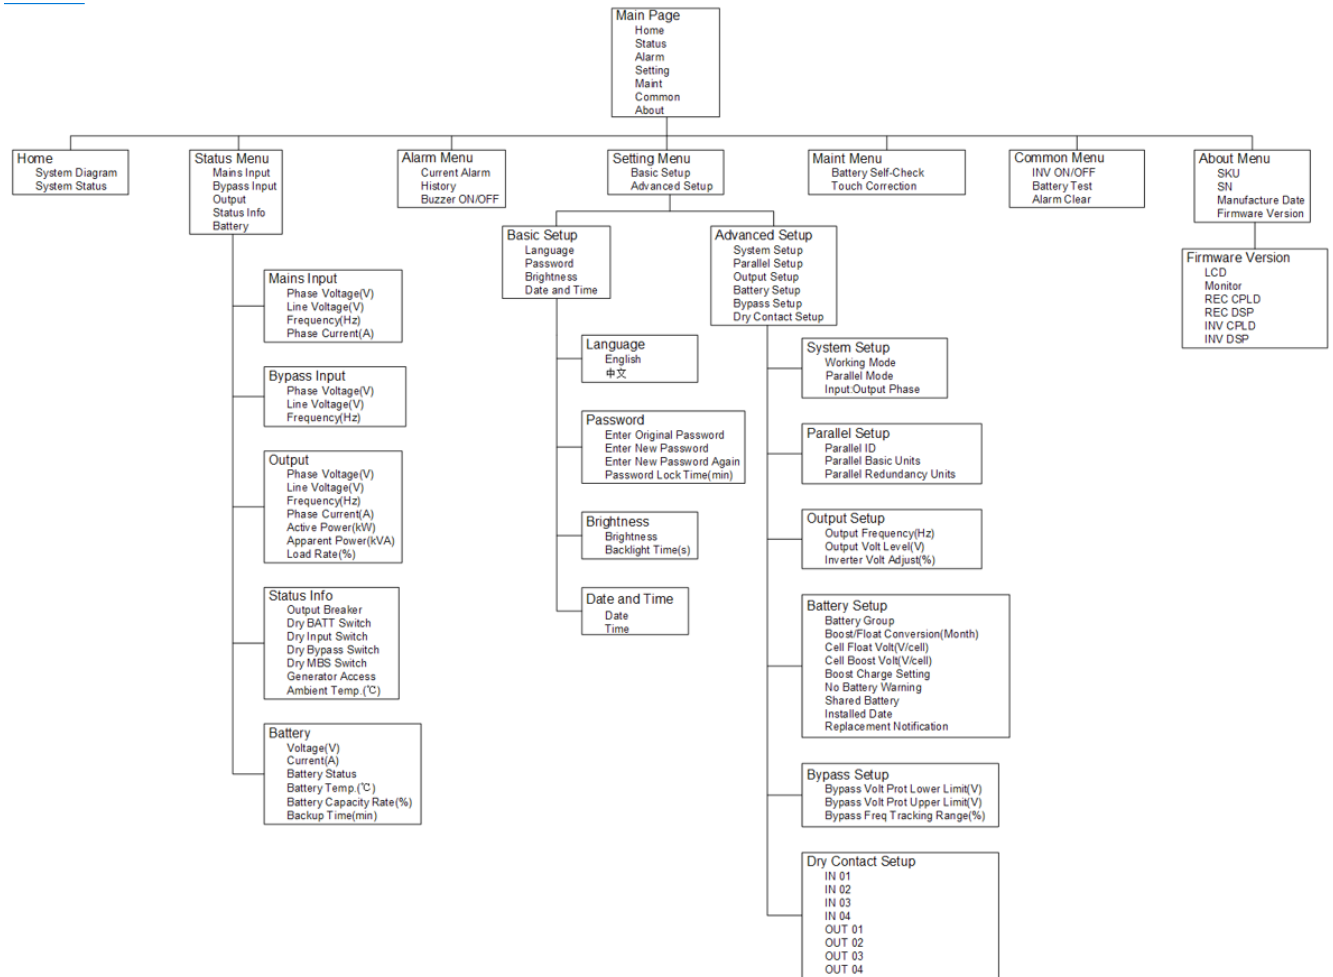 Main Page
Home
Status
Alarm
Setting
Maint
Common
About
Home
System Diagram
System Status
Status Menu
Mains Input
Bypass Input
Output
Status Info
Battery
Alarm Menu
Current Alarm
History
Buzzer ON/OFF
Setting Menu
Basic Setup
Advanced Setup
Maint Menu
Battery Self-Check
Touch Correction
Common Menu
INV ON/OFF
Battery Test
Alarm Clear
About Menu
SKU
SN
Manufacture Date
Firmware Version
Mains Input
Phase Voltage(V)
Line Voltage(V)
Frequency(Hz)
Phase Current(A)
Bypass Input
Phase Voltage(V)
Line Voltage(V)
Frequency(Hz)
Output
Phase Voltage(V)
Line Voltage(V)
Frequency(Hz)
Phase Current(A)
Active Power(kW)
Apparent Power(kVA)
Load Rate(%)
Status Info
Output Breaker
Dry BATT Switch
Dry Input Switch
Dry Bypass Switch
Dry MBS Switch
Generator Access
Ambient Temp.(℃)
Battery
Voltage(V)
Current(A)
Battery Status
Battery Temp.(℃)
Battery Capacity Rate(%)
Backup Time(min)
Basic Setup
Language
Password
Brightness
Date and Time
Language
English
中文
Password
Enter Original Password
Enter New Password
Enter New Password Again
Password Lock Time(min)
Brightness
Brightness
Backlight Time(s)
Date and Time
Date
Time
Advanced Setup
System Setup
Parallel Setup
Output Setup
Battery Setup
Bypass Setup
Dry Contact Setup
System Setup
Working Mode
Parallel Mode
Input:Output Phase
Parallel Setup
Parallel ID
Parallel Basic Units
Parallel Redundancy Units
Output Setup
Output Frequency(Hz)
Output Volt Level(V)
Inverter Volt Adjust(%)
Battery Setup
Battery Group
Boost/Float Conversion(Month)
Cell Float Volt(V/cell)
Cell Boost Volt(V/cell)
Boost Charge Setting
No Battery Warning
Shared Battery
Installed Date
Replacement Notification
Bypass Setup
Bypass Volt Prot Lower Limit(V)
Bypass Volt Prot Upper Limit(V)
Bypass Freq Tracking Range(%)
Dry Contact Setup
IN 01
IN 02
IN 03
IN 04
OUT 01
OUT 02
OUT 03
OUT 04
Firmware Version
LCD
Monitor
REC CPLD
REC DSP
INV CPLD
INV DSP